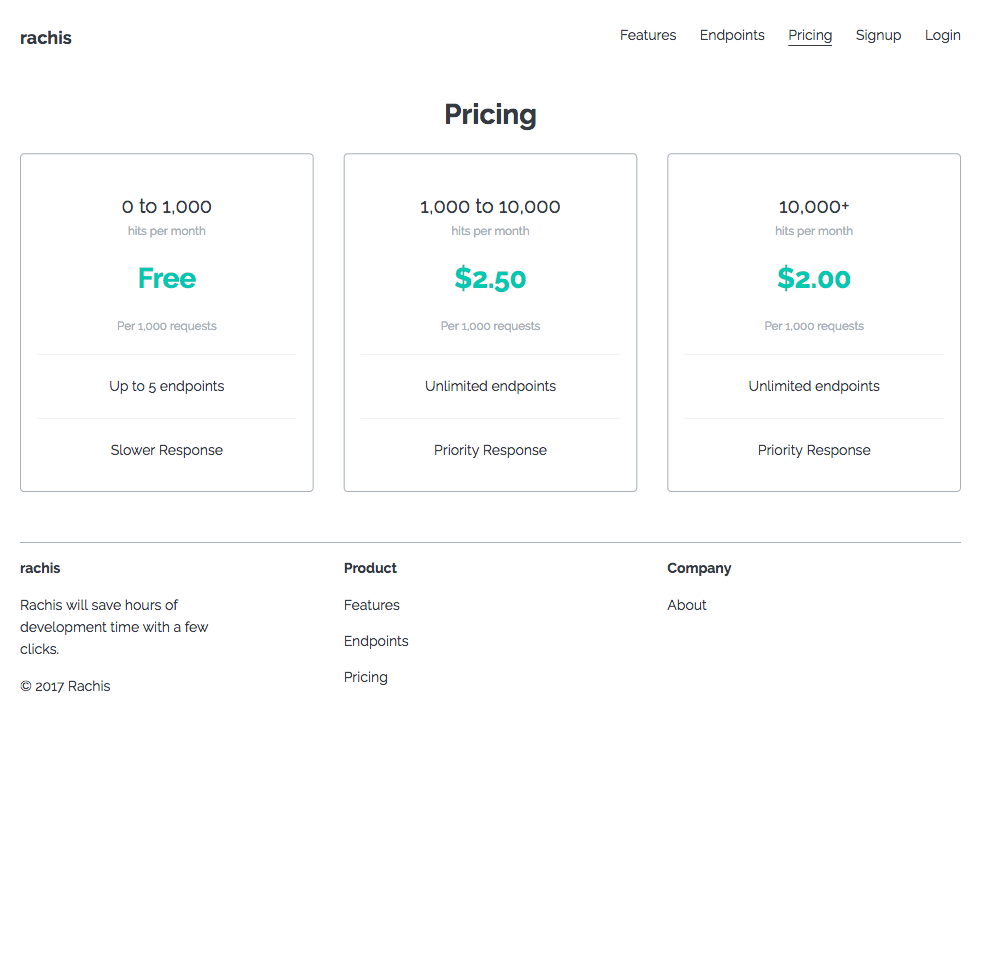 rachis
Features Endpoints Pricing Signup Login
Pricing
0 to 1,000
hits per month
Free
Per 1,000 requests
Up to 5 endpoints
Slower Response
1,000 to 10,000
hits per month
$2.50
Per 1,000 requests
Unlimited endpoints
Priority Response
10,000+
hits per month
$2.00
Per 1,000 requests
Unlimited endpoints
Priority Response
rachis
Rachis will save hours of
development time with a few
clicks.
© 2017 Rachis
Product
Features
Endpoints
Pricing
Company
About